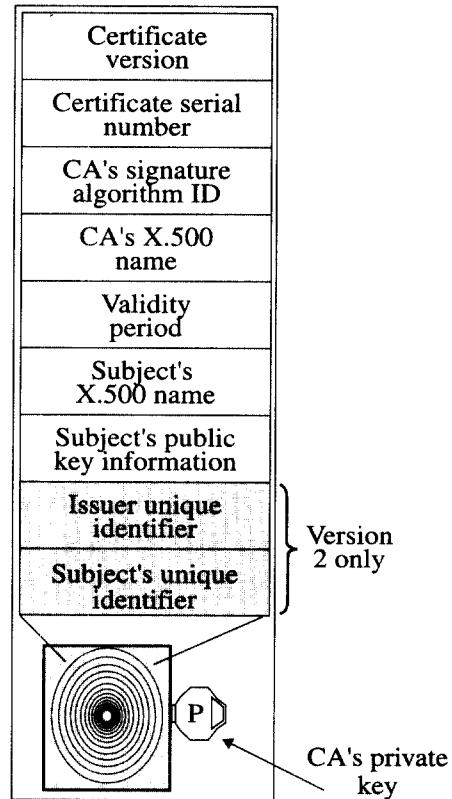 Certificate
version
Certificate serial
number
CA's signature
algorithm ID
CA's X.500
name
Validity
period
Subject's
X.500 name
Subject's public
key information
Issuer unique
identifier
Subject's unique
identifier
Version
2 only
P
CA's private
key